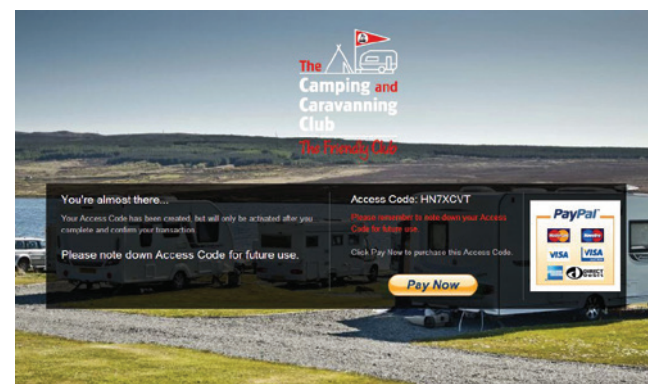 The
Camping and
Caravanning
Club
The Friendly Club
You're almost there...
Your Access Code has been created, but will only be activated after you
complete and confirm your transaction.
Please note down Access Code for future use.
Access Code: HN7XCVT
Please remember to note down your Access
Code for future use.
Click Pay Now to purchase this Access Code.
Pay Now
PayPal
VISA
VISA
DIRECT